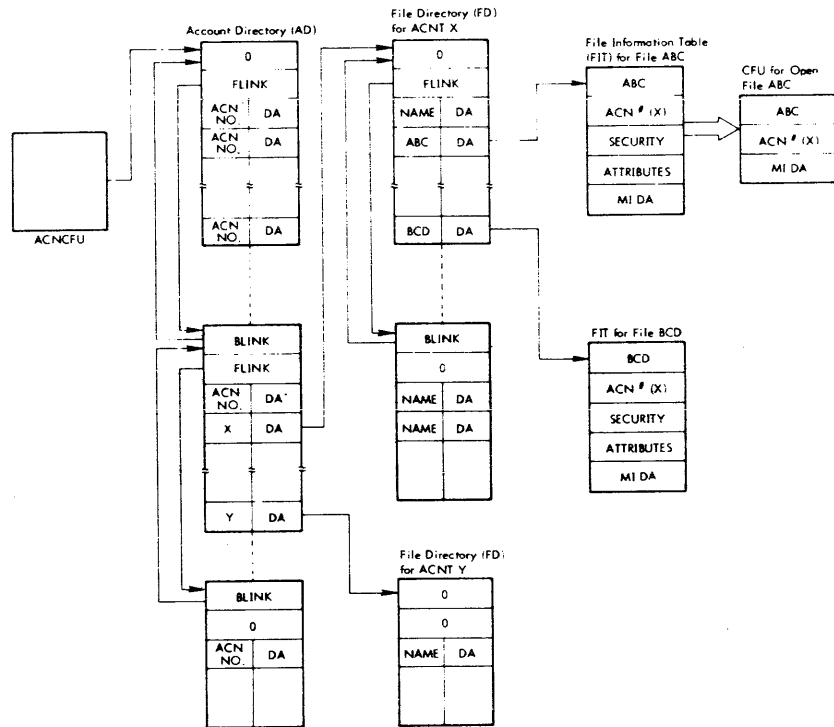 Account Directory (AD)
0
FLINK
ACN NO. DA
ACN NO. DA
ACN NO. DA
BLINK
FLINK
ACN NO. DA
X DA
Y DA
BLINK
0
ACN NO. DA
ACNCFU
File Directory (FD)
for ACNT X
0
FLINK
NAME DA
ABC DA
BCD DA
BLINK
0
NAME DA
NAME DA
File Directory (FD)
for ACNT Y
0
0
NAME DA
File Information Table
(FIT) for File ABC
ABC
ACN # (X)
SECURITY
ATTRIBUTES
MI DA
CFU for Open
File ABC
ABC
ACN # (X)
MI DA
FIT for File BCD
BCD
ACN # (X)
SECURITY
ATTRIBUTES
MI DA